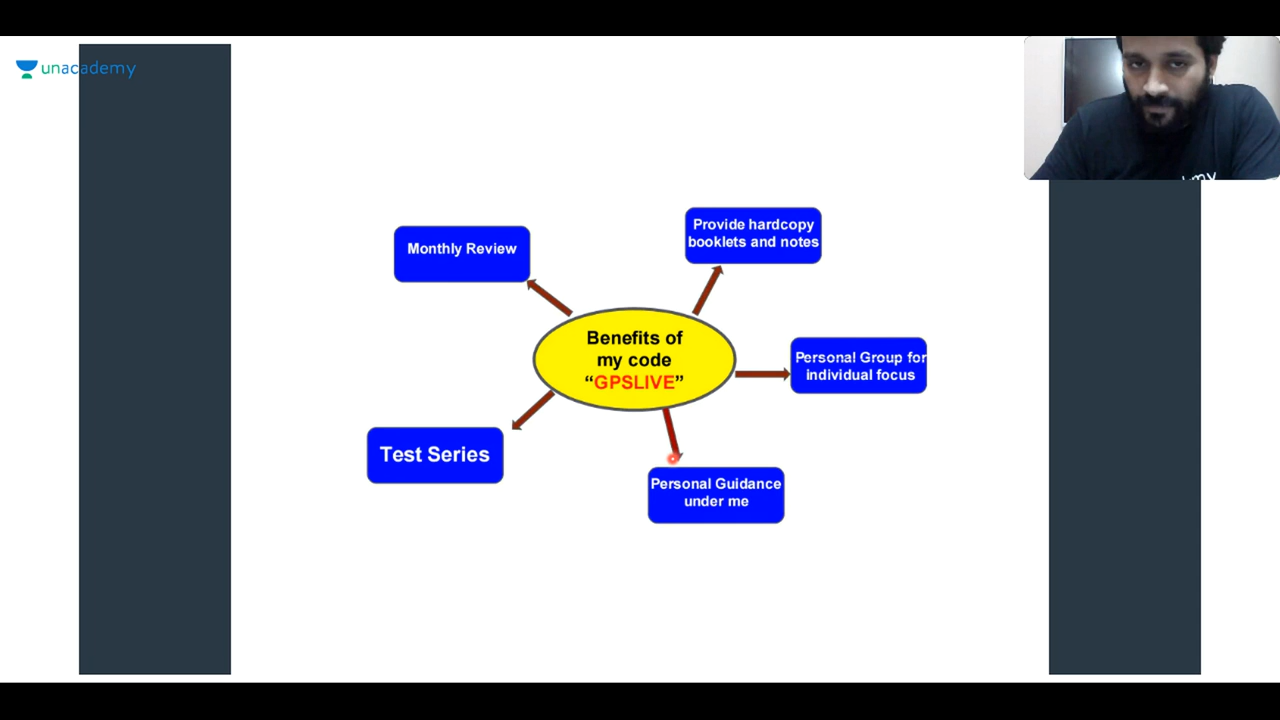 unacademy
Provide hardcopy
booklets and notes
Monthly Review
Benefits of
my code
“GPSLIVE”
Personal Group for
individual focus
Test Series
Personal Guidance
under me